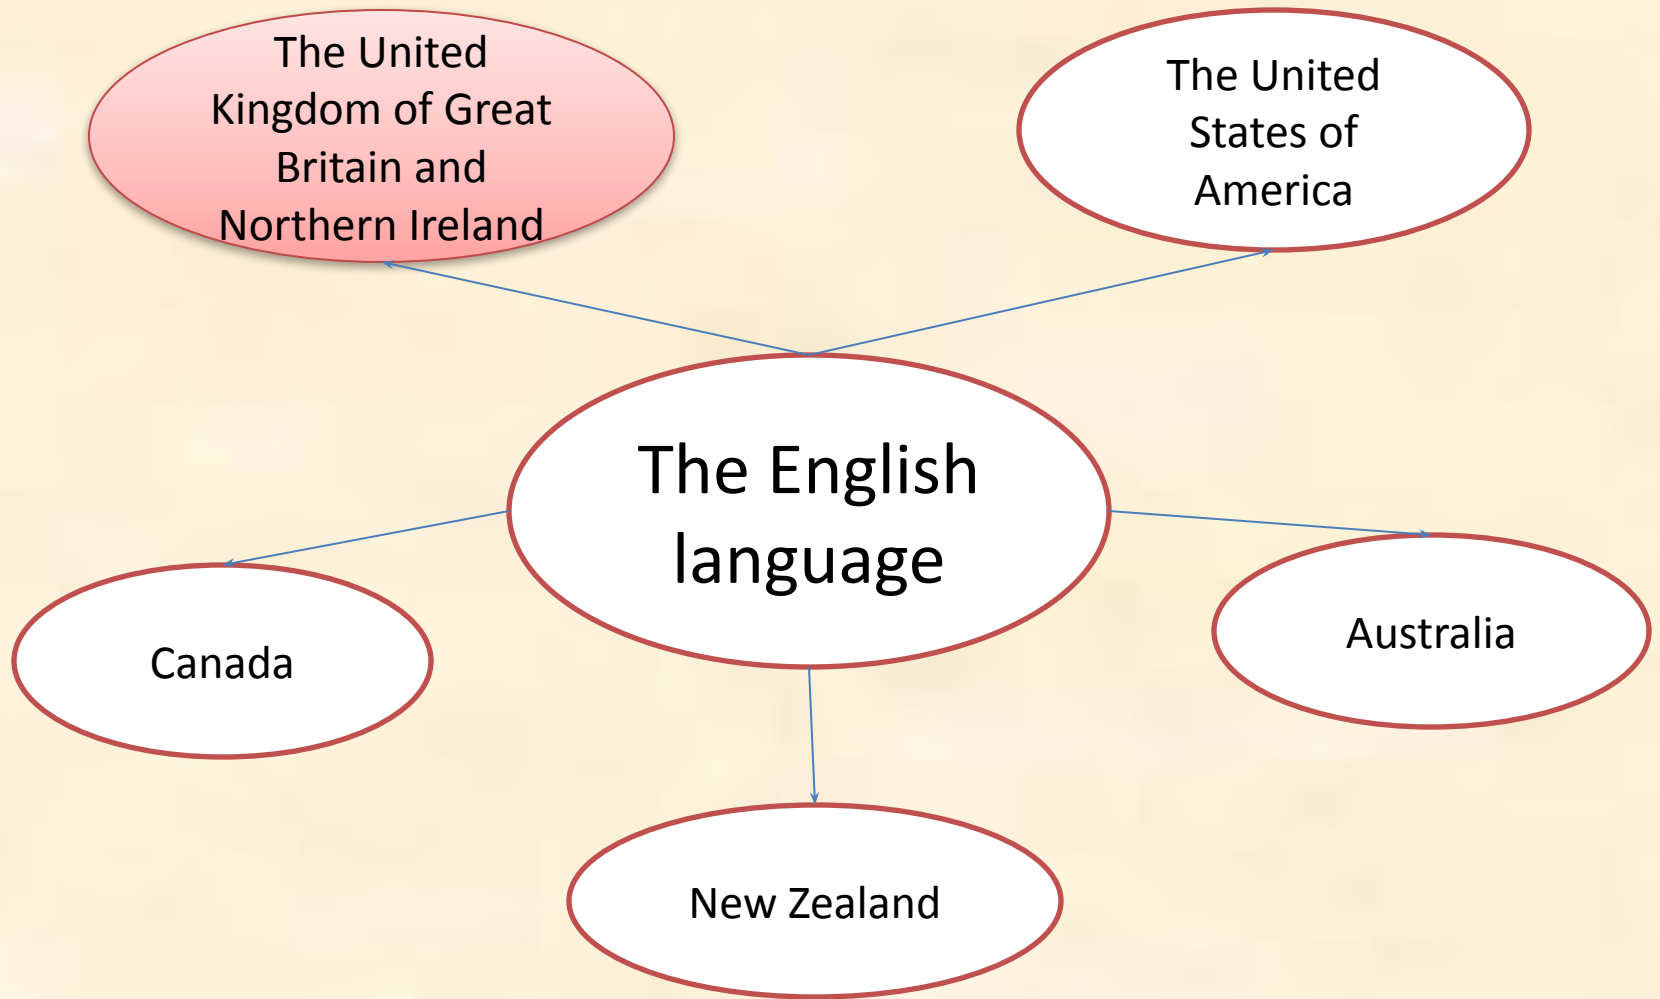 The United
Kingdom of Great
Britain and
Northern Ireland
The United
States of
America
The English
language
Canada
Australia
New Zealand